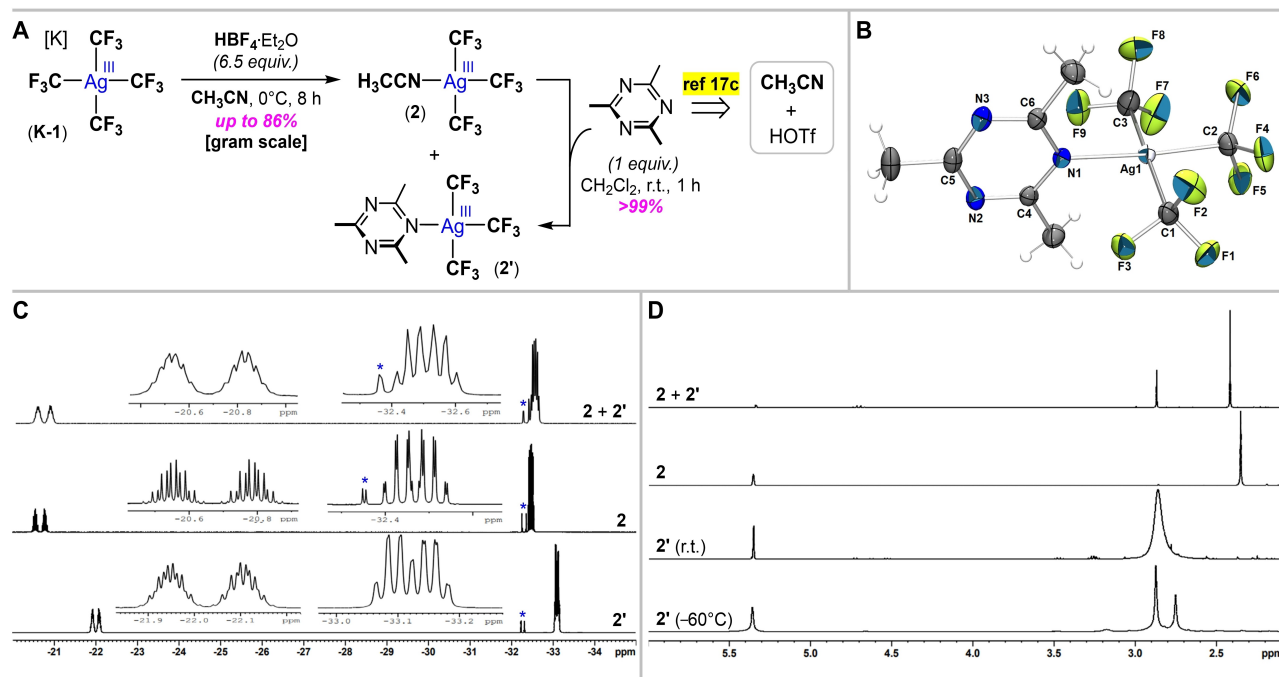 A
[K]
CF3
F3C–AgIII–CF3
CF3
(K-1)
HBF4·Et2O
(6.5 equiv.)
CH3CN, 0°C, 8 h
up to 86%
[gram scale]
CF3
H3CCN–AgIII–CF3
(2)
CF3
+
N
N N
AgIII–CF3
CF3
CF3
(2')
N N
N
(1 equiv.)
CH2Cl2, r.t., 1 h
>99%
ref 17c
CH3CN
+
HOTf
B
F8
F6
N3
C6
F7
C3
F9
C2
F4
C5
N1
Ag1
F5
N2
C4
F2
C1
F3
F1
C
*
−20.6 −20.8 ppm
−32.4 −32.6 ppm
*
2 + 2'
*
−20.6 −20.8 ppm
−32.4 ppm
*
2
−21.9 −22.0 −22.1 ppm
−33.0 −33.1 −33.2 ppm
*
2'
-21 -22 -23 -24 -25 -26 -27 -28 -29 -30 -31 -32 -33 -34 ppm
D
2 + 2'
2
2' (r.t.)
2' (−60°C)
5.5 5.0 4.5 4.0 3.5 3.0 2.5 ppm